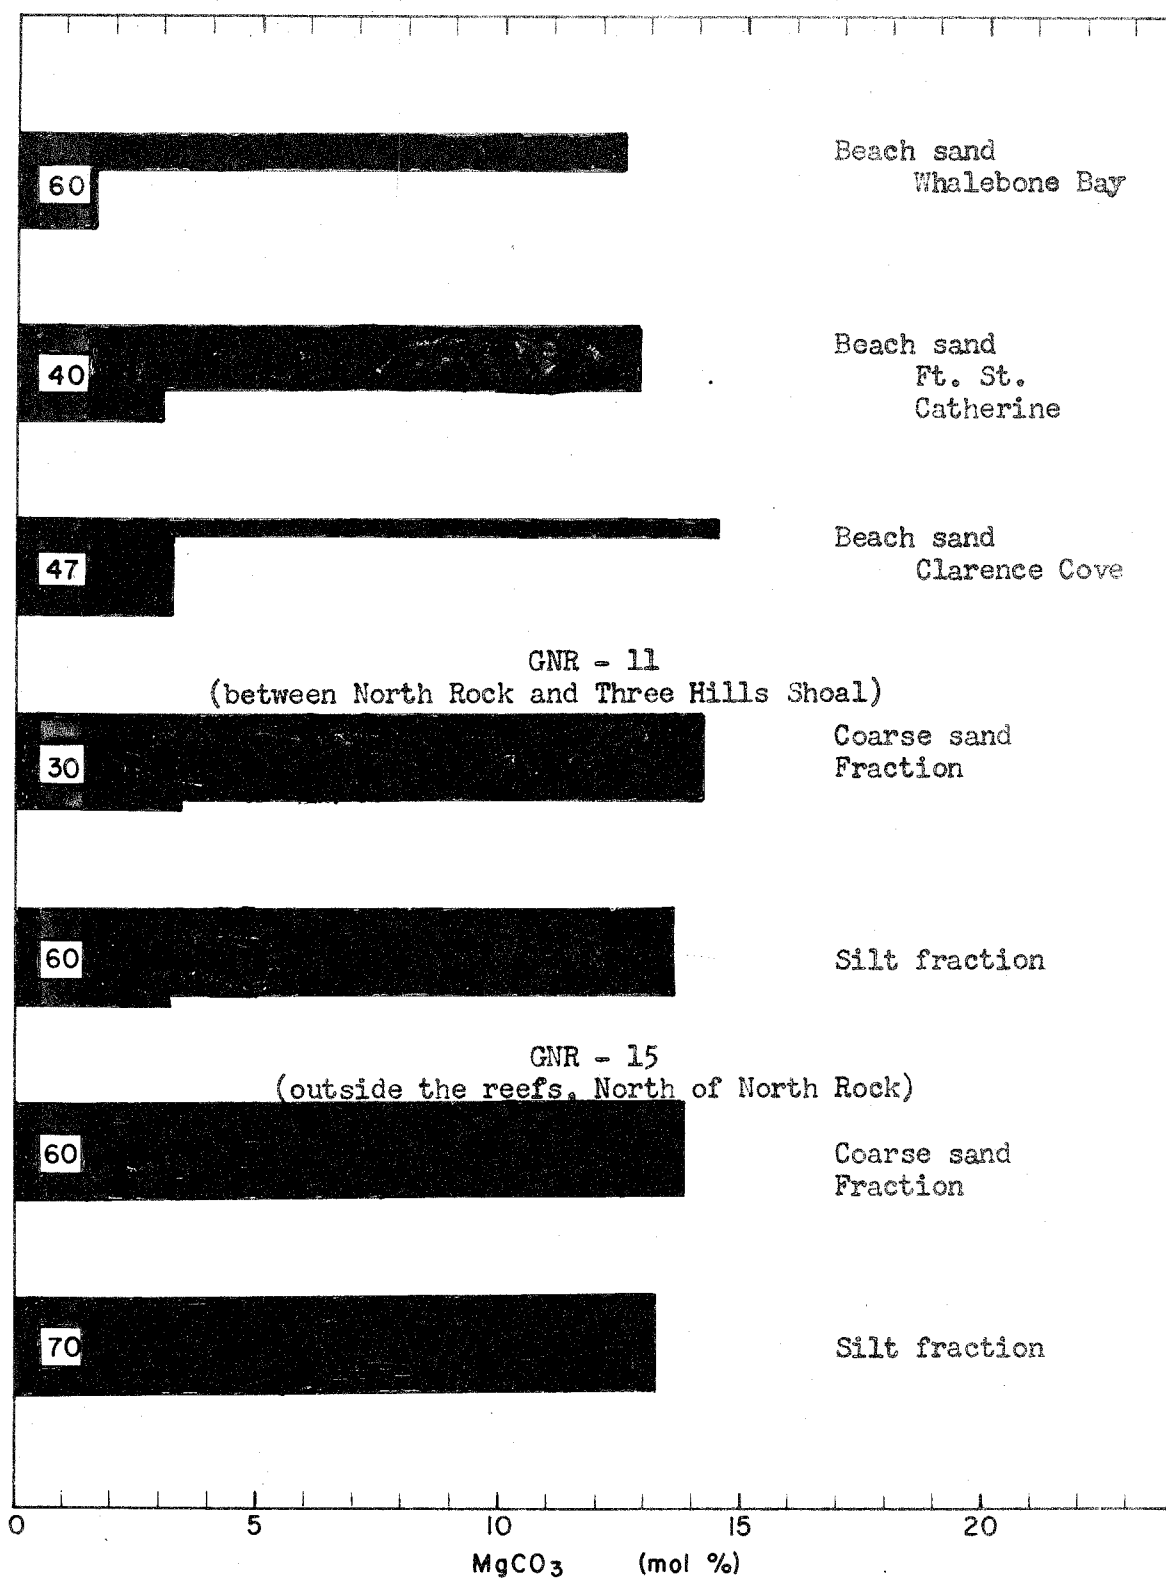 60
Beach sand
Whalebone Bay
40
Beach sand
Ft. St.
Catherine
47
Beach sand
Clarence Cove
GNR - 11
(between North Rock and Three Hills Shoal)
30
Coarse sand
Fraction
60
Silt fraction
GNR - 15
(outside the reefs, North of North Rock)
60
Coarse sand
Fraction
70
Silt fraction
0 5 10 15 20
MgCO3 (mol %)